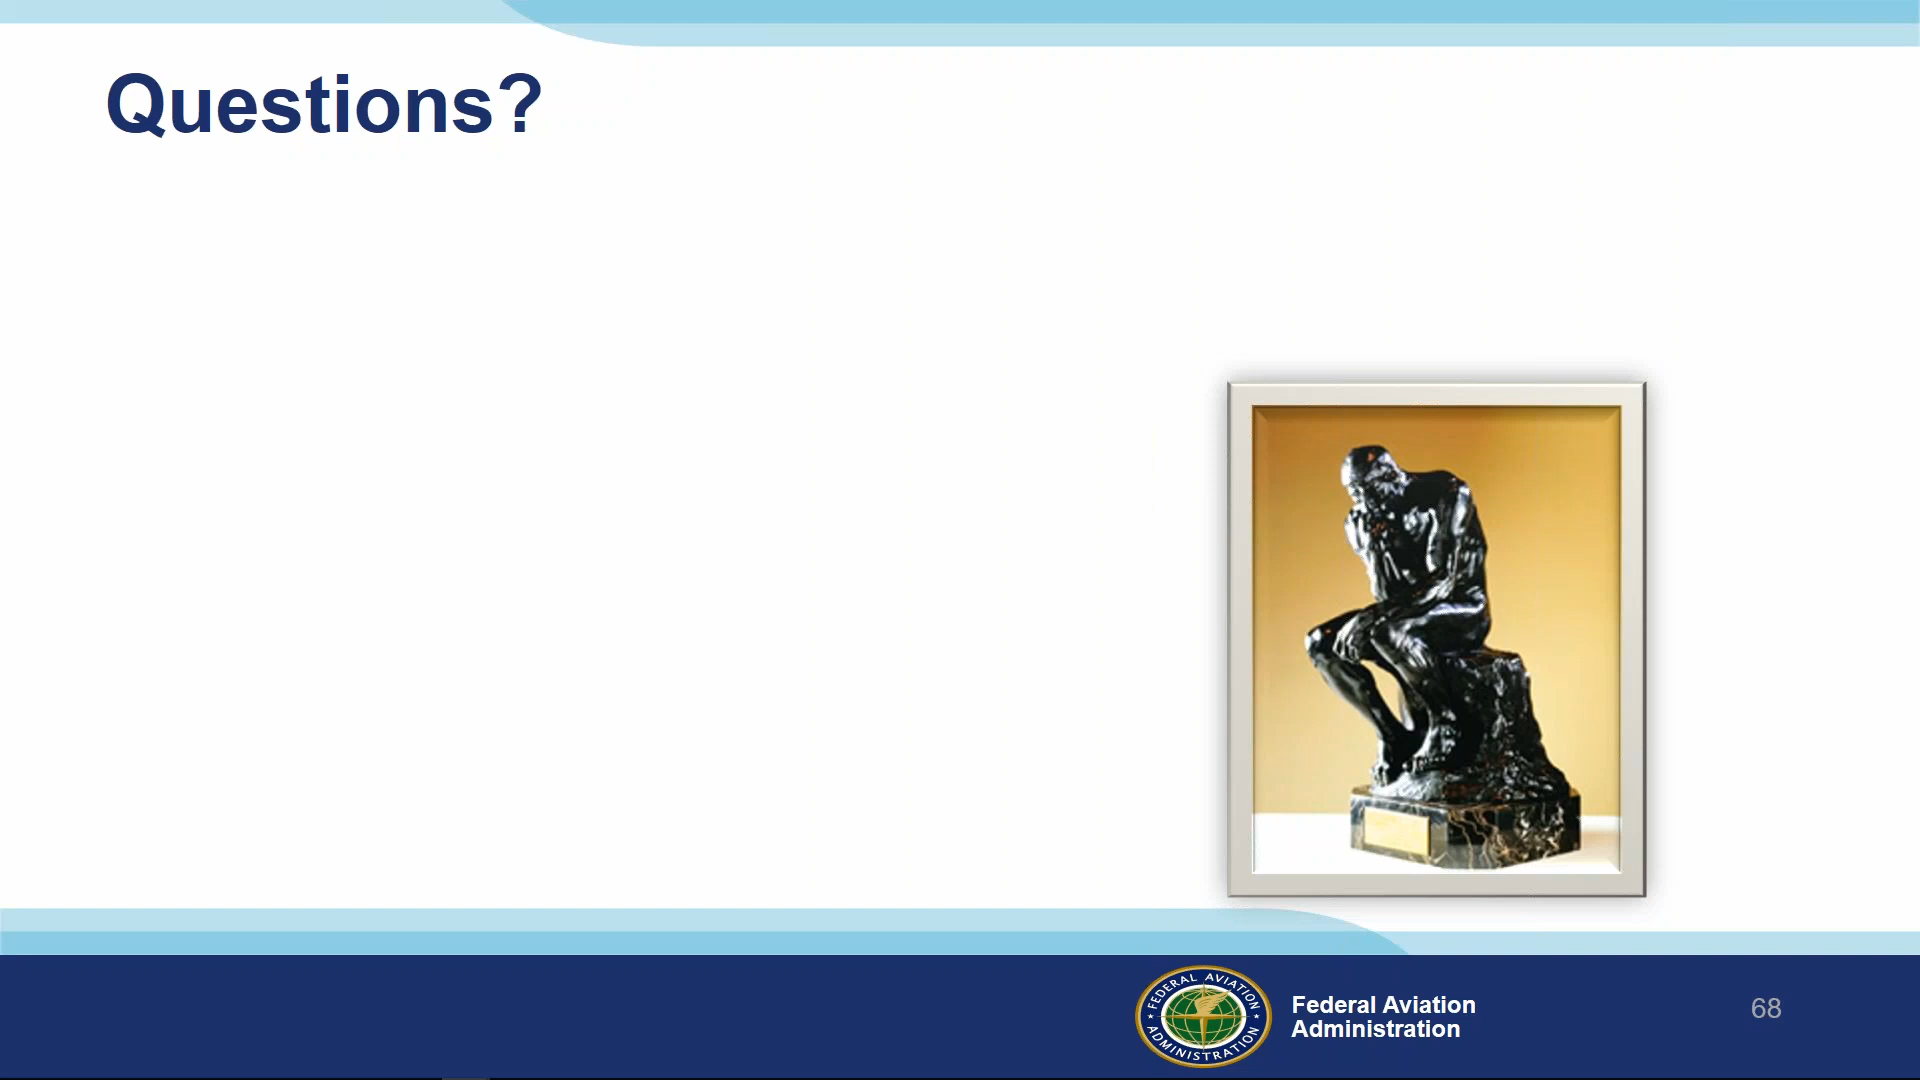 Questions?
FEDERAL AVIATION
ADMINISTRATION
Federal Aviation
Administration
68